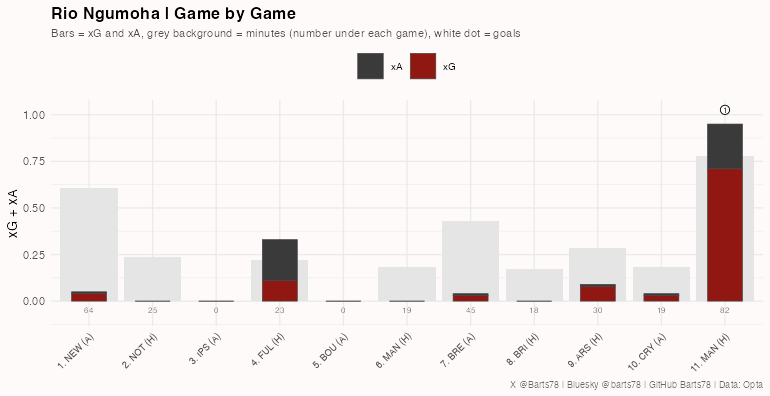 Rio Ngumoha | Game by Game
Bars = xG and xA, grey background = minutes (number under each game), white dot = goals
xA xG
xG + xA
1.00
0.75
0.50
0.25
0.00
1
64 25 0 23 0 19 45 18 30 19 82
1. NEW (A) 2. NOT (H) 3. IPS (A) 4. FUL (H) 5. BOU (A) 6. MAN (H) 7. BRE (A) 8. BRI (H) 9. ARS (H) 10. CRY (A) 11. MAN (H)
X @Barts78 | Bluesky @barts78 | GitHub Barts78 | Data: Opta